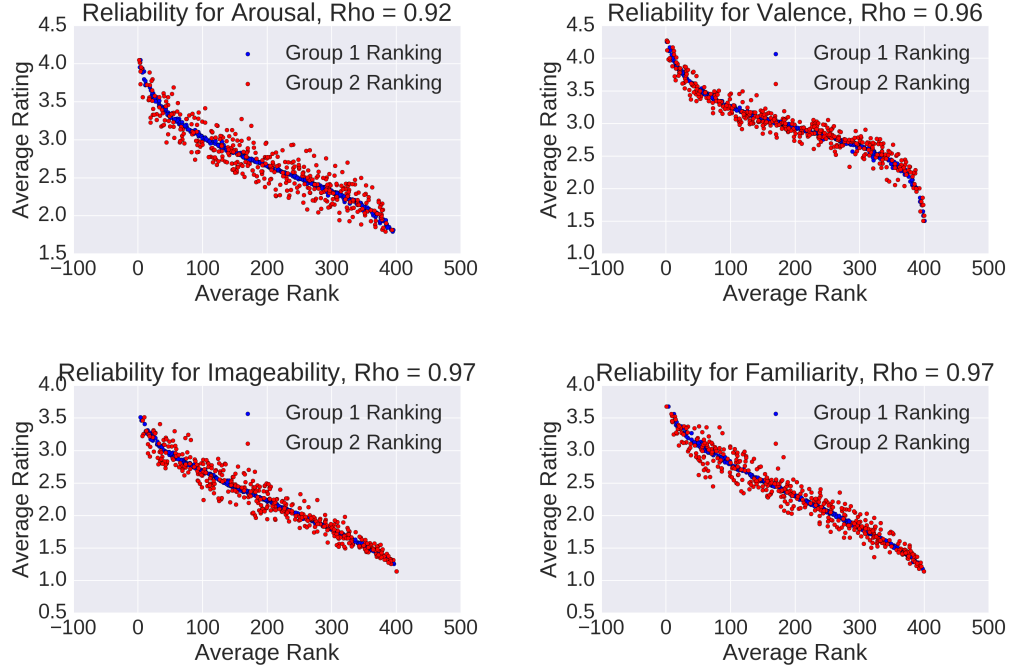 Reliability for Arousal, Rho = 0.92
4.5
4.0
3.5
3.0
2.5
2.0
1.5
Average Rating
Group 1 Ranking
Group 2 Ranking
−100 0 100 200 300 400 500
Average Rank
Reliability for Valence, Rho = 0.96
4.5
4.0
3.5
3.0
2.5
2.0
1.5
1.0
Average Rating
Group 1 Ranking
Group 2 Ranking
−100 0 100 200 300 400 500
Average Rank
Reliability for Imageability, Rho = 0.97
4.0
3.5
3.0
2.5
2.0
1.5
1.0
0.5
Average Rating
Group 1 Ranking
Group 2 Ranking
−100 0 100 200 300 400 500
Average Rank
Reliability for Familiarity, Rho = 0.97
4.0
3.5
3.0
2.5
2.0
1.5
1.0
0.5
Average Rating
Group 1 Ranking
Group 2 Ranking
−100 0 100 200 300 400 500
Average Rank